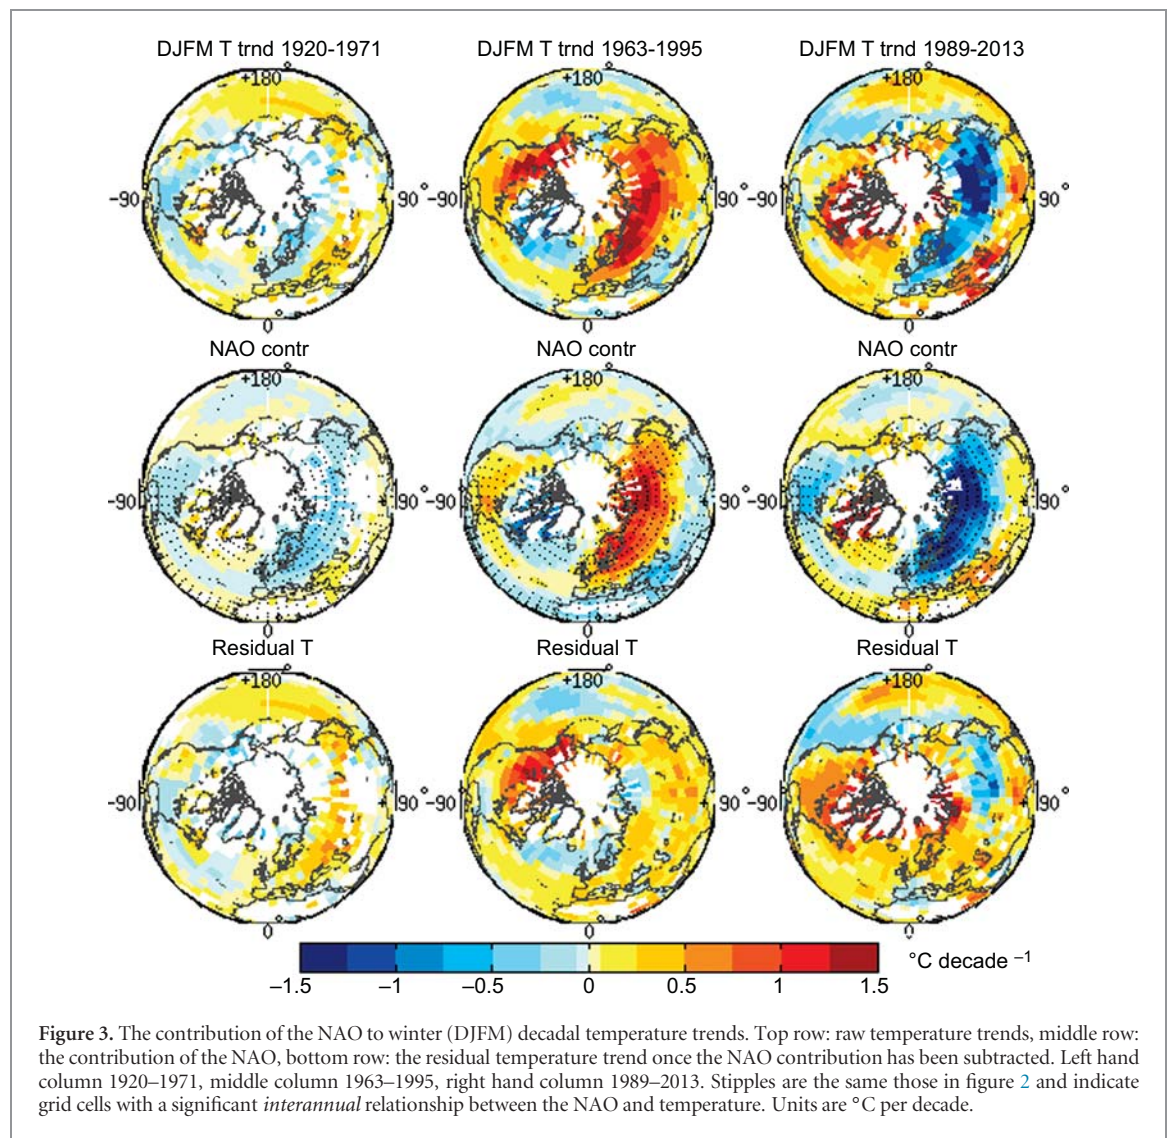 DJFM T trnd 1920-1971 DJFM T trnd 1963-1995 DJFM T trnd 1989-2013
+180 +180 +180
−90 90 ° −90 90 ° −90 90 °
0 0 0
NAO contr NAO contr NAO contr
+180 +180 +180
−90 90 ° −90 90 ° −90 90 °
0 0 0
Residual T Residual T Residual T
+180 +180 +180
−90 90 ° −90 90 ° −90 90 °
0 0 0
°C decade −1
−1.5 −1 −0.5 0 0.5 1 1.5
Figure 3. The contribution of the NAO to winter (DJFM) decadal temperature trends. Top row: raw temperature trends, middle row:
the contribution of the NAO, bottom row: the residual temperature trend once the NAO contribution has been subtracted. Left hand
column 1920–1971, middle column 1963–1995, right hand column 1989–2013. Stipples are the same those in figure 2 and indicate
grid cells with a significant interannual relationship between the NAO and temperature. Units are °C per decade.